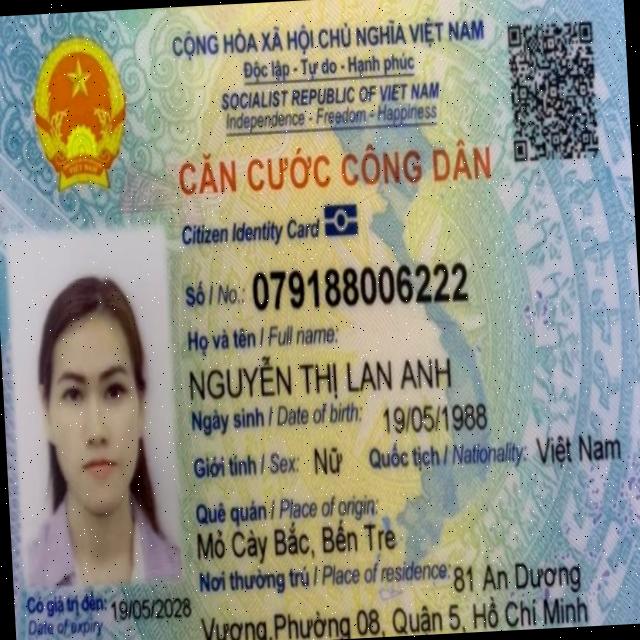 CỘNG HÒA XÃ HỘI CHỦ NGHĨA VIỆT NAM
Độc lập - Tự do - Hạnh phúc
SOCIALIST REPUBLIC OF VIET NAM
Independence - Freedom - Happiness
CĂN CƯỚC CÔNG DÂN
Citizen Identity Card
Số / No.: 079188006222
Họ và tên / Full name:
NGUYỄN THỊ LAN ANH
Ngày sinh / Date of birth: 19/05/1988
Giới tính / Sex: Nữ Quốc tịch / Nationality: Việt Nam
Quê quán / Place of origin:
Mỏ Cày Bắc, Bến Tre
Nơi thường trú / Place of residence: 81 An Dương
Vương, Phường 08, Quận 5, Hồ Chí Minh
Có giá trị đến: 19/05/2028
Date of expiry